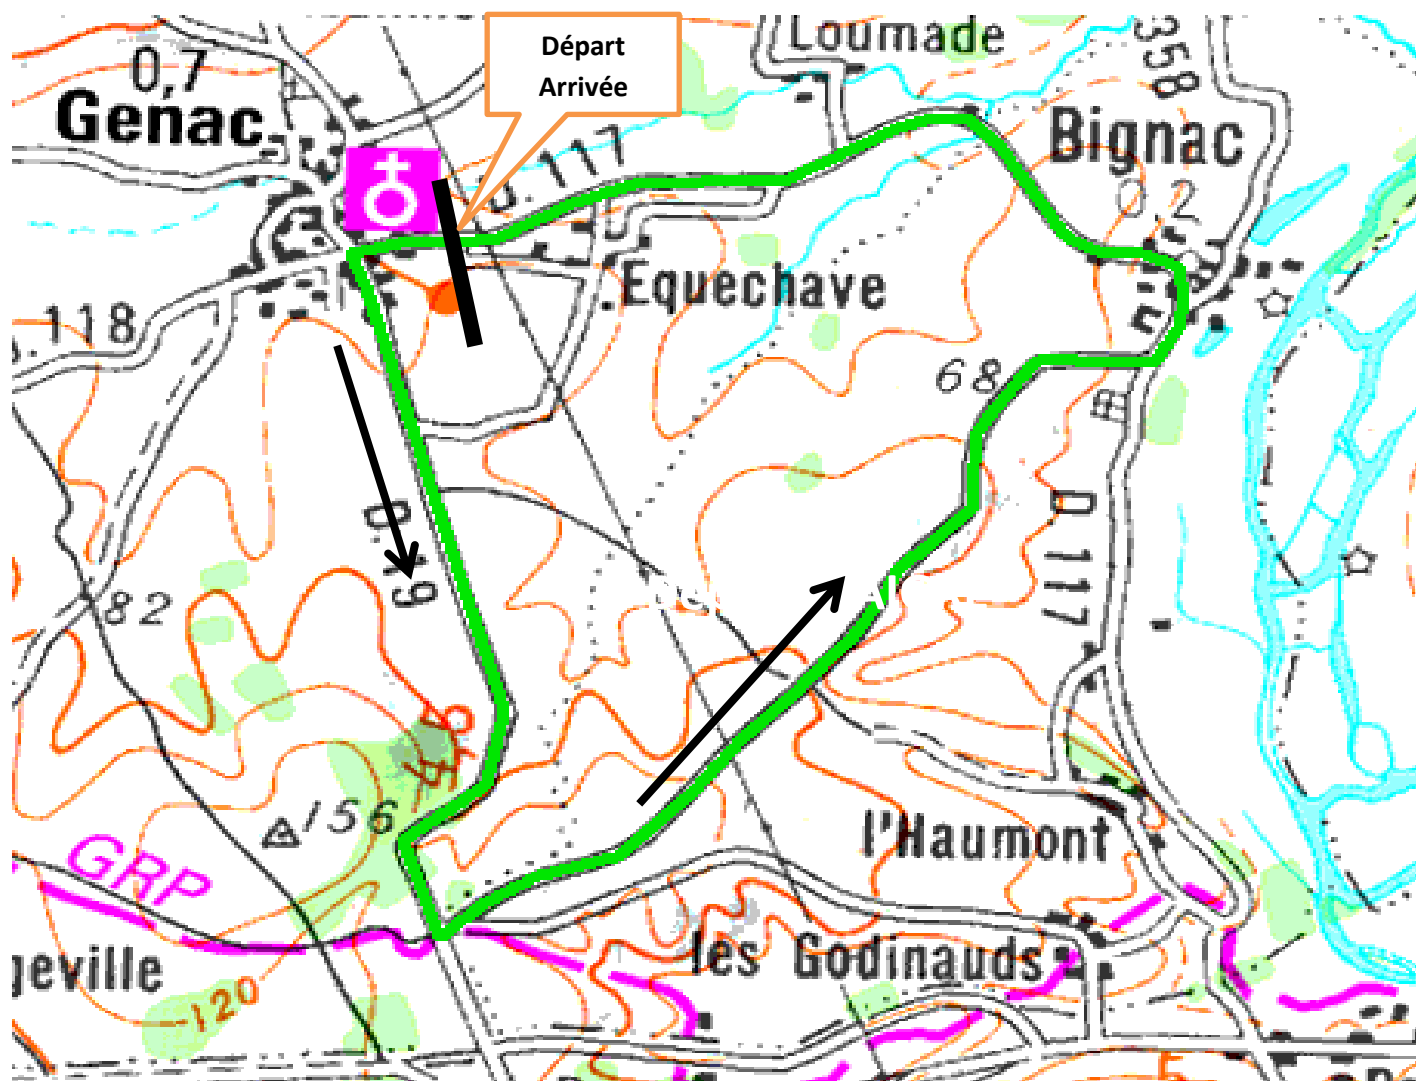 Départ
Arrivée
Loumade
358
0,7
Genac
Bignac
0,2
D.117
Equechave
.118
68
D.19
D 117
82
156
GRP
l'Haumont
geville
les Godinauds
120